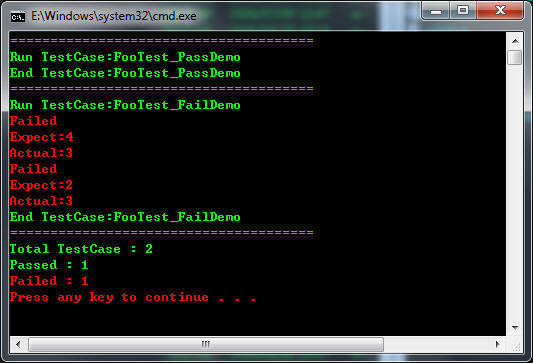 E:\Windows\system32\cmd.exe
======================================
Run TestCase:FooTest_PassDemo
End TestCase:FooTest_PassDemo
======================================
Run TestCase:FooTest_FailDemo
Failed
Expect:4
Actual:3
Failed
Expect:2
Actual:3
End TestCase:FooTest_FailDemo
======================================
Total TestCase : 2
Passed : 1
Failed : 1
Press any key to continue . . .